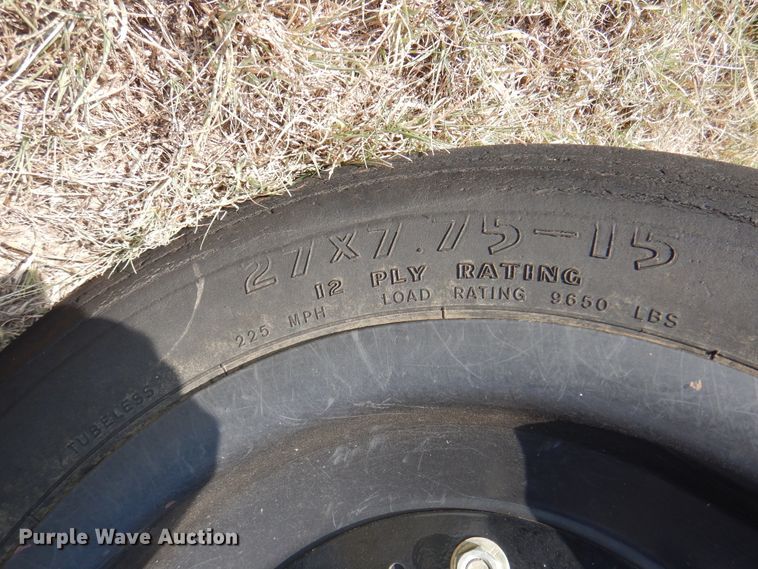 27x7.75-15
12 PLY RATING
225 MPH LOAD RATING 9650 LBS
TUBELESS
Purple Wave Auction